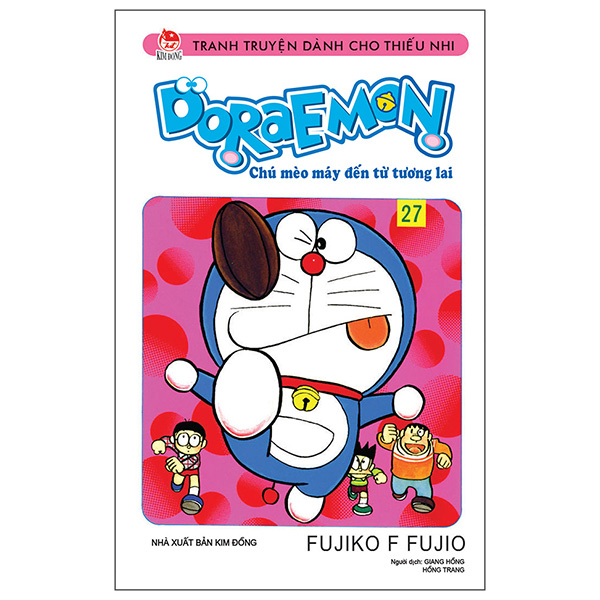 KIM ĐỒNG
TRANH TRUYỆN DÀNH CHO THIẾU NHI
DORAEMON
Chú mèo máy đến từ tương lai
27
NHÀ XUẤT BẢN KIM ĐỒNG
FUJIKO F FUJIO
Người dịch: GIANG HỒNG
HỒNG TRANG